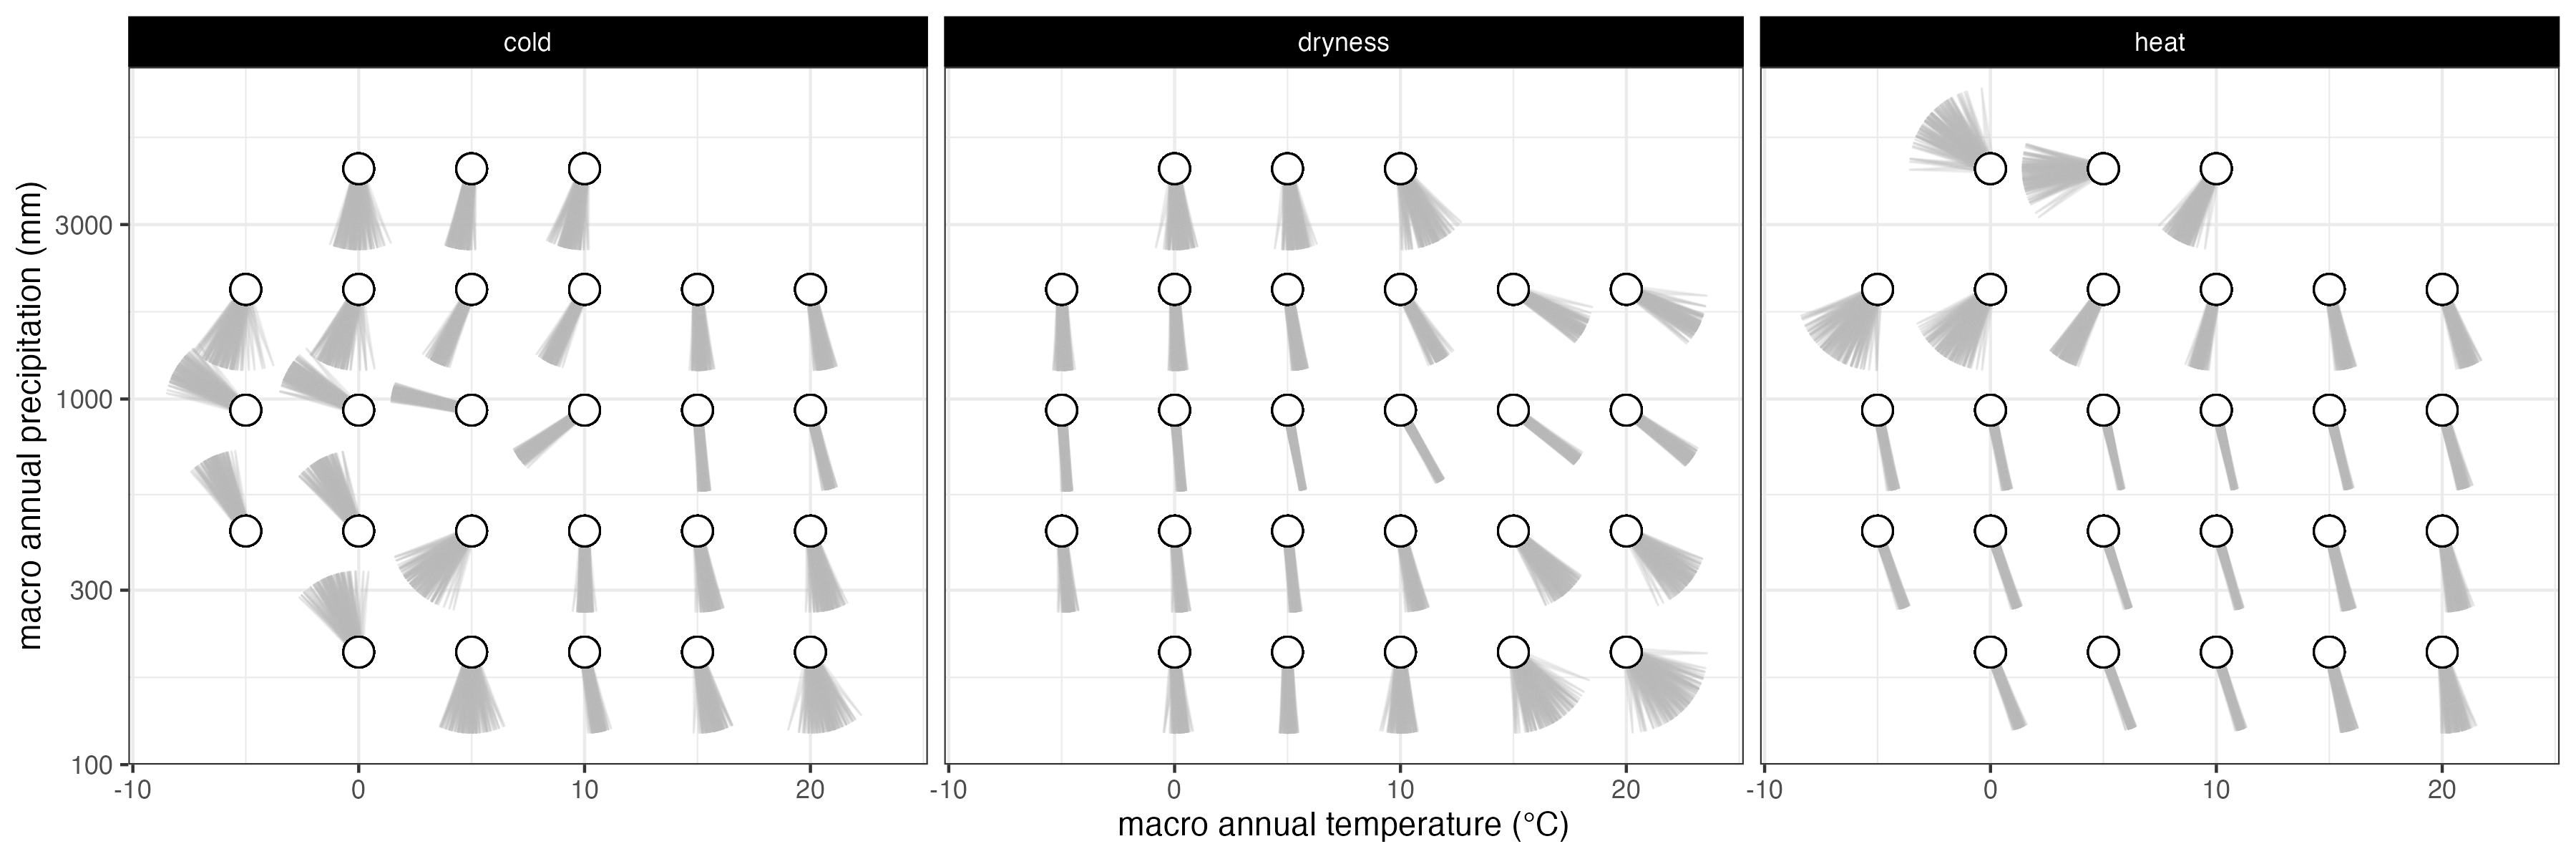 cold dryness heat
macro annual precipitation (mm)
3000
1000
300
100
-10 0 10 20 -10 0 10 20 -10 0 10 20
macro annual temperature (°C)